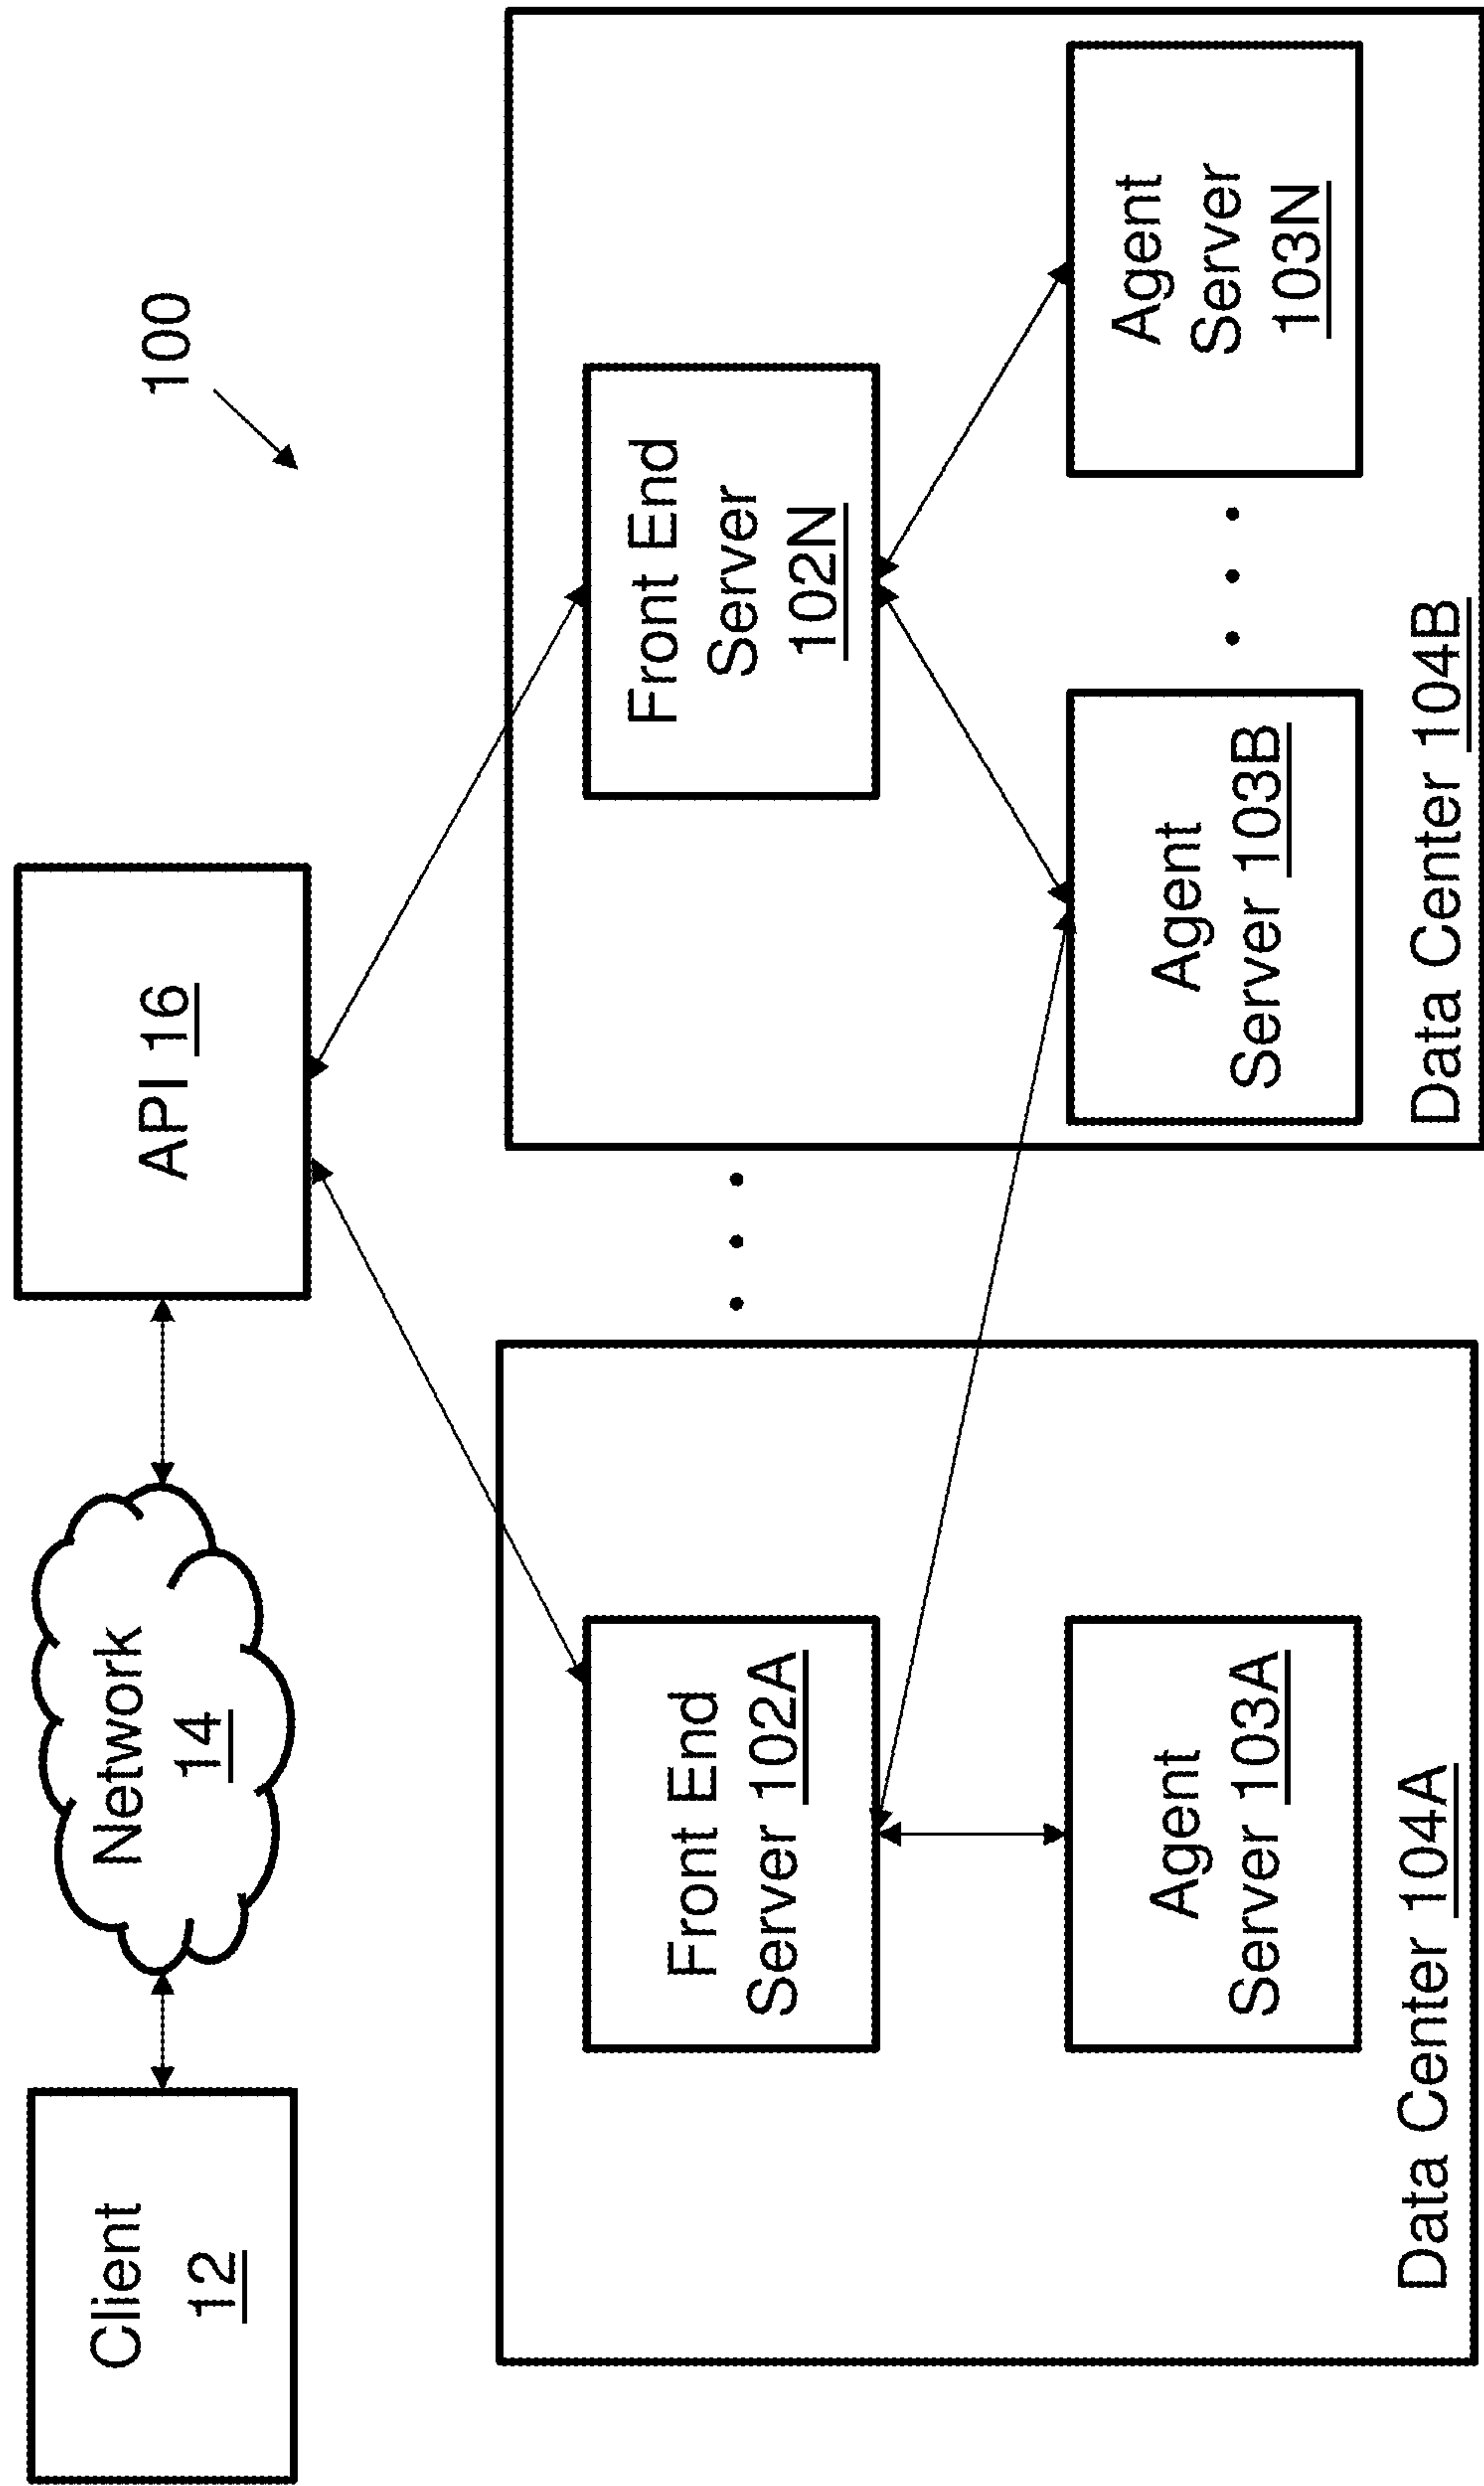 100
Client
12
Network
14
API 16
Front End
Server 102A
Agent
Server 103A
Data Center 104A
Front End
Server
102N
Agent
Server 103B
Agent
Server
103N
Data Center 104B